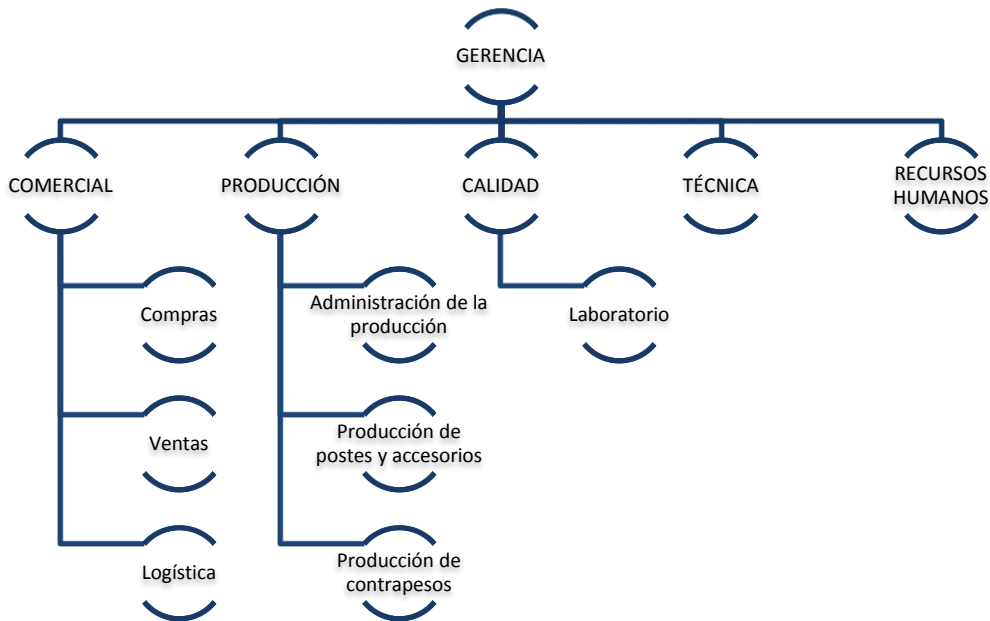 GERENCIA
COMERCIAL
PRODUCCIÓN
CALIDAD
TÉCNICA
RECURSOS
HUMANOS
Compras
Administración de la
producción
Laboratorio
Ventas
Producción de
postes y accesorios
Logística
Producción de
contrapesos